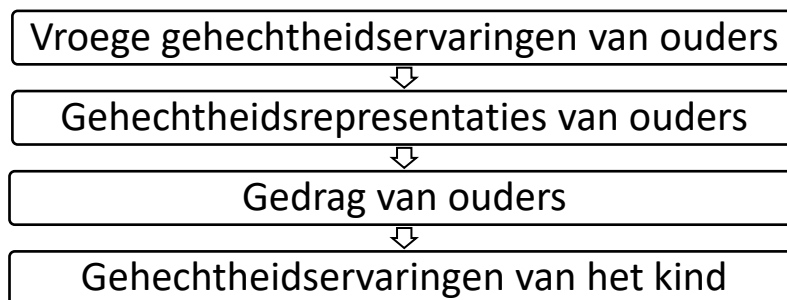 Vroege gehechtheidservaringen van ouders
Gehechtheidsrepresentaties van ouders
Gedrag van ouders
Gehechtheidservaringen van het kind